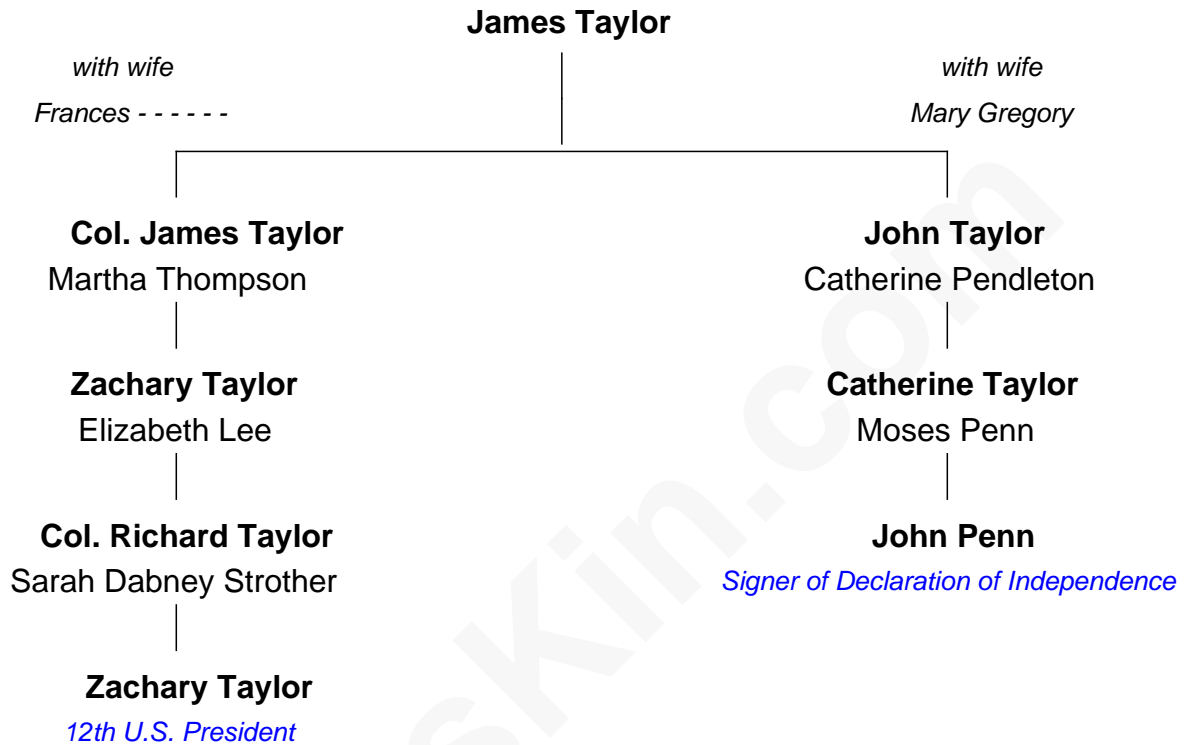 James Taylor
with wife
Frances - - - - - -
with wife
Mary Gregory
Col. James Taylor
Martha Thompson
Zachary Taylor
Elizabeth Lee
Col. Richard Taylor
Sarah Dabney Strother
Zachary Taylor
12th U.S. President
John Taylor
Catherine Pendleton
Catherine Taylor
Moses Penn
John Penn
Signer of Declaration of Independence
sKin.com